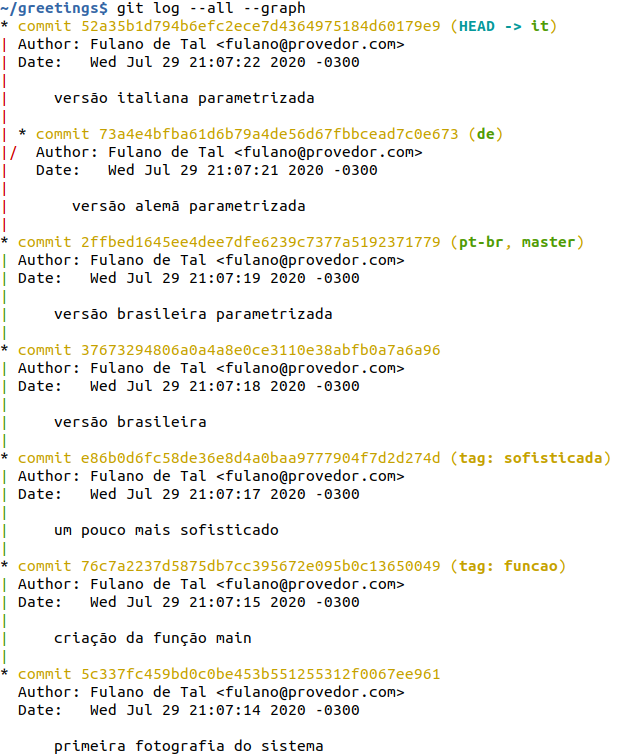 ~/greetings$ git log --all --graph
* commit 52a35b1d794b6efc2ece7d4364975184d60179e9 (HEAD -> it)
| Author: Fulano de Tal <fulano@provedor.com>
| Date:   Wed Jul 29 21:07:22 2020 -0300
|
|     versão italiana parametrizada
|
| * commit 73a4e4bfba61d6b79a4de56d67fbbcead7c0e673 (de)
|/  Author: Fulano de Tal <fulano@provedor.com>
|   Date:   Wed Jul 29 21:07:21 2020 -0300
|
|       versão alemã parametrizada
|
* commit 2ffbed1645ee4dee7dfe6239c7377a5192371779 (pt-br, master)
| Author: Fulano de Tal <fulano@provedor.com>
| Date:   Wed Jul 29 21:07:19 2020 -0300
|
|     versão brasileira parametrizada
|
* commit 37673294806a0a4a8e0ce3110e38abfb0a7a6a96
| Author: Fulano de Tal <fulano@provedor.com>
| Date:   Wed Jul 29 21:07:18 2020 -0300
|
|     versão brasileira
|
* commit e86b0d6fc58de36e8d4a0baa9777904f7d2d274d (tag: sofisticada)
| Author: Fulano de Tal <fulano@provedor.com>
| Date:   Wed Jul 29 21:07:17 2020 -0300
|
|     um pouco mais sofisticado
|
* commit 76c7a2237d5875db7cc395672e095b0c13650049 (tag: funcao)
| Author: Fulano de Tal <fulano@provedor.com>
| Date:   Wed Jul 29 21:07:15 2020 -0300
|
|     criação da função main
|
* commit 5c337fc459bd0c0be453b551255312f0067ee961
  Author: Fulano de Tal <fulano@provedor.com>
  Date:   Wed Jul 29 21:07:14 2020 -0300

      primeira fotografia do sistema